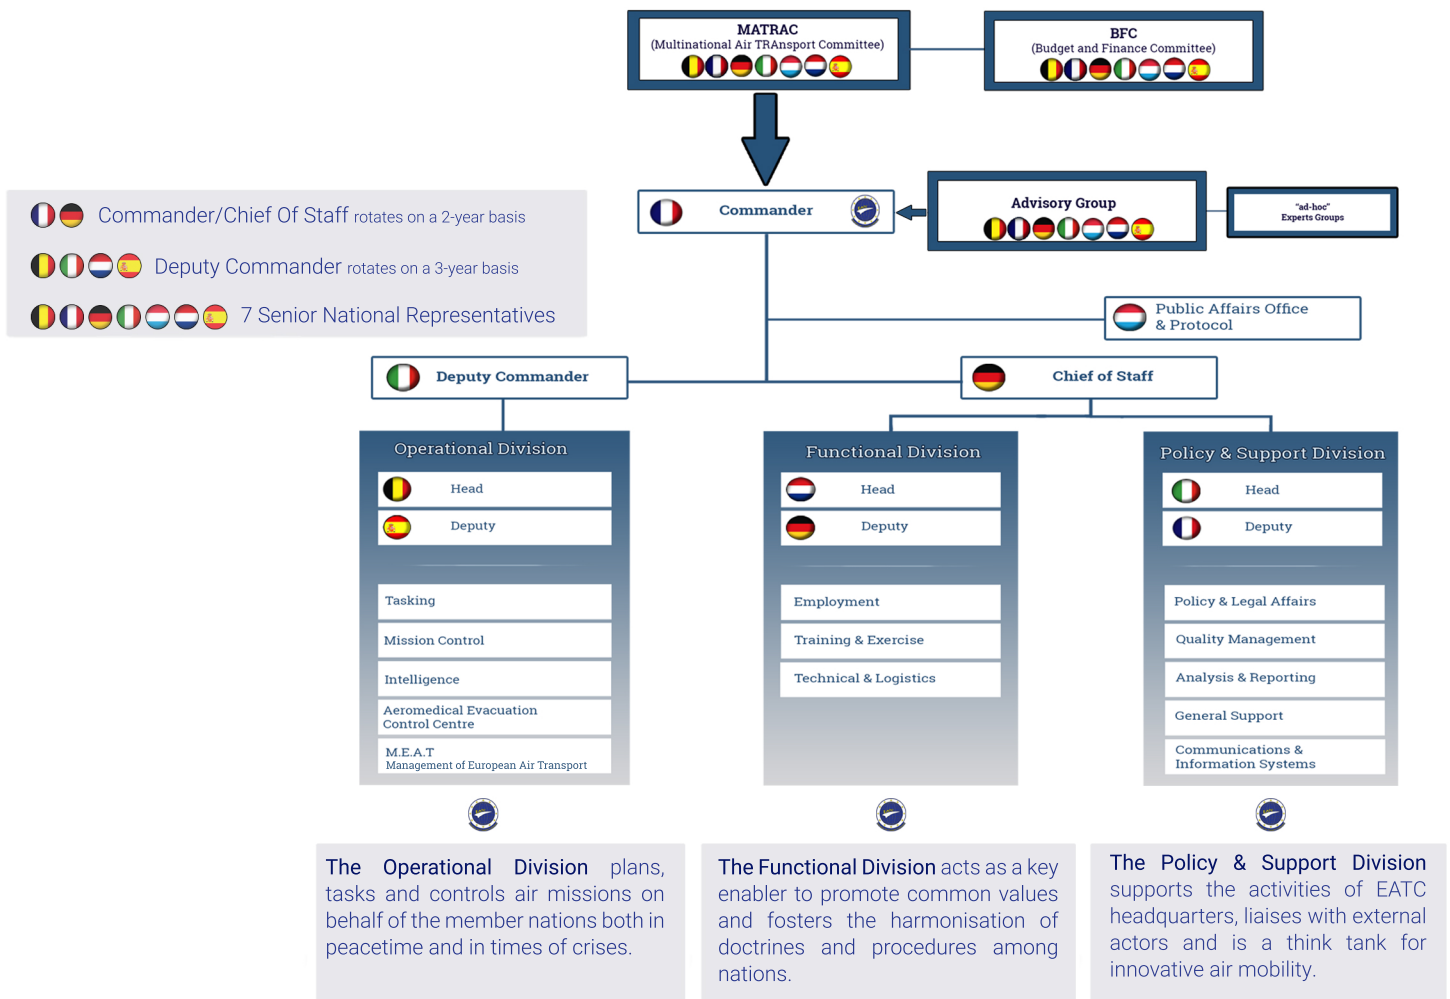 MATRAC
(Multinational Air TRAnsport Committee)
BFC
(Budget and Finance Committee)
Commander/Chief Of Staff rotates on a 2-year basis
Deputy Commander rotates on a 3-year basis
7 Senior National Representatives
Commander
Advisory Group
"ad-hoc"
Experts Groups
Public Affairs Office
& Protocol
Deputy Commander
Chief of Staff
Operational Division
Head
Deputy
Tasking
Mission Control
Intelligence
Aeromedical Evacuation
Control Centre
M.E.A.T
Management of European Air Transport
Functional Division
Head
Deputy
Employment
Training & Exercise
Technical & Logistics
Policy & Support Division
Head
Deputy
Policy & Legal Affairs
Quality Management
Analysis & Reporting
General Support
Communications &
Information Systems
The Operational Division plans,
tasks and controls air missions on
behalf of the member nations both in
peacetime and in times of crises.
The Functional Division acts as a key
enabler to promote common values
and fosters the harmonisation of
doctrines and procedures among
nations.
The Policy & Support Division
supports the activities of EATC
headquarters, liaises with external
actors and is a think tank for
innovative air mobility.